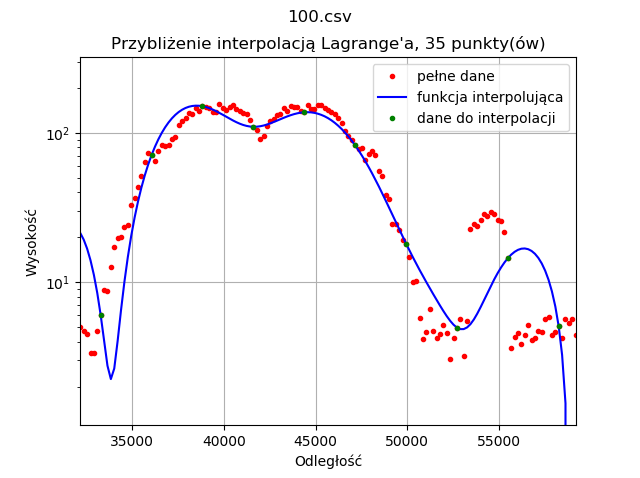 100.csv
Przybliżenie interpolacją Lagrange'a, 35 punkty(ów)
pełne dane
funkcja interpolująca
dane do interpolacji
Wysokość
10²
10¹
35000 40000 45000 50000 55000
Odległość